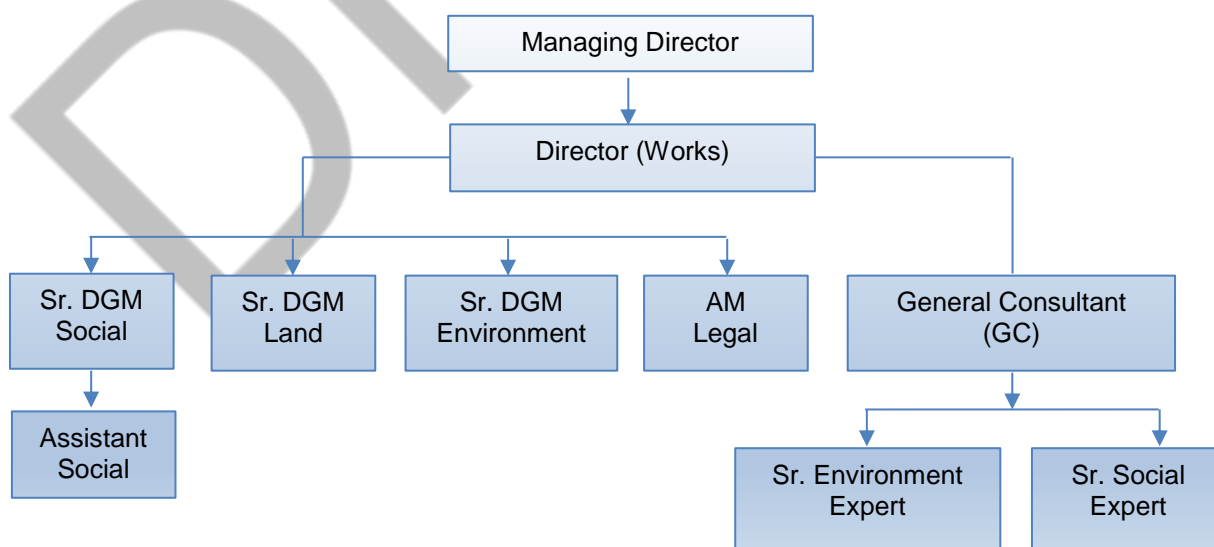 Managing Director
Director (Works)
Sr. DGM
Social
Sr. DGM
Land
Sr. DGM
Environment
AM
Legal
General Consultant
(GC)
Assistant
Social
Sr. Environment
Expert
Sr. Social
Expert